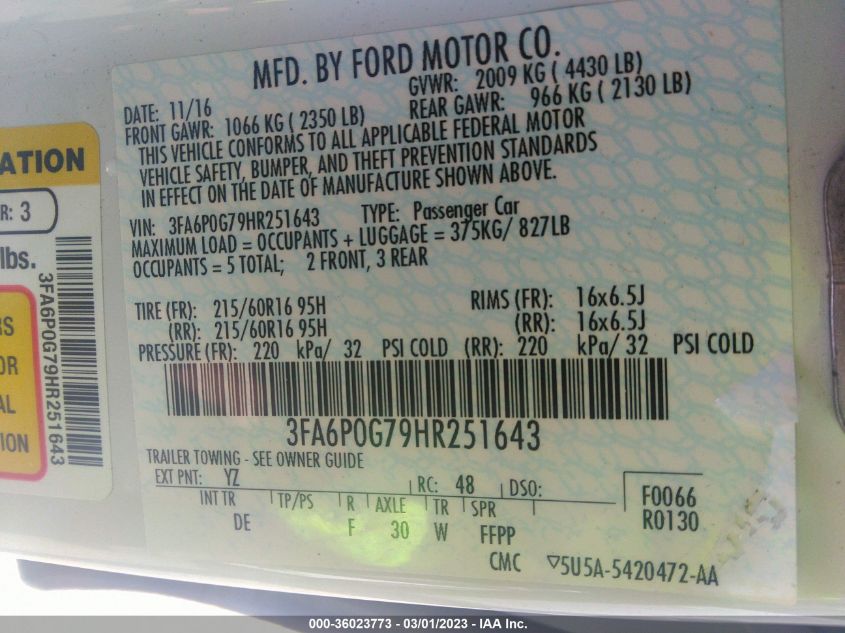 MFD. BY FORD MOTOR CO.
DATE: 11/16 GVWR: 2009 KG ( 4430 LB)
FRONT GAWR: 1066 KG ( 2350 LB) REAR GAWR: 966 KG ( 2130 LB)
THIS VEHICLE CONFORMS TO ALL APPLICABLE FEDERAL MOTOR
VEHICLE SAFETY, BUMPER, AND THEFT PREVENTION STANDARDS
IN EFFECT ON THE DATE OF MANUFACTURE SHOWN ABOVE.
VIN: 3FA6P0G79HR251643 TYPE: Passenger Car
MAXIMUM LOAD = OCCUPANTS + LUGGAGE = 375KG/ 827LB
OCCUPANTS = 5 TOTAL; 2 FRONT, 3 REAR
TIRE (FR): 215/60R16 95H RIMS (FR): 16x6.5J
(RR): 215/60R16 95H (RR): 16x6.5J
PRESSURE (FR): 220 kPa/ 32 PSI COLD (RR): 220 kPa/ 32 PSI COLD
3FA6P0G79HR251643
TRAILER TOWING - SEE OWNER GUIDE
EXT PNT: YZ RC: 48 DSO:
INT TR TP/PS R AXLE TR SPR
DE F 30 W FFPP
F0066
R0130
CMC ▽5U5A-5420472-AA
ATION
R: 3
lbs.
3FA6P0G79HR251643
RS
OR
AL
ION
000-36023773 - 03/01/2023 - IAA Inc.